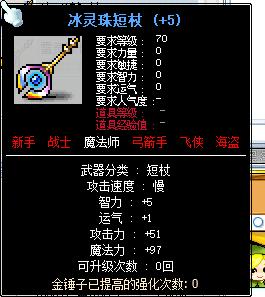 冰灵珠短杖 (+5)
要求等级: 70
要求力量: 0
要求敏捷: 0
要求智力: 0
要求运气: 0
要求人气度: -
道具等级: -
道具经验值: -
新手 战士 魔法师 弓箭手 飞侠 海盗
武器分类 : 短杖
攻击速度 : 慢
智力 : +5
运气 : +1
攻击力 : +51
魔法力 : +97
可升级次数 : 0回
金锤子已提高的强化次数: 0